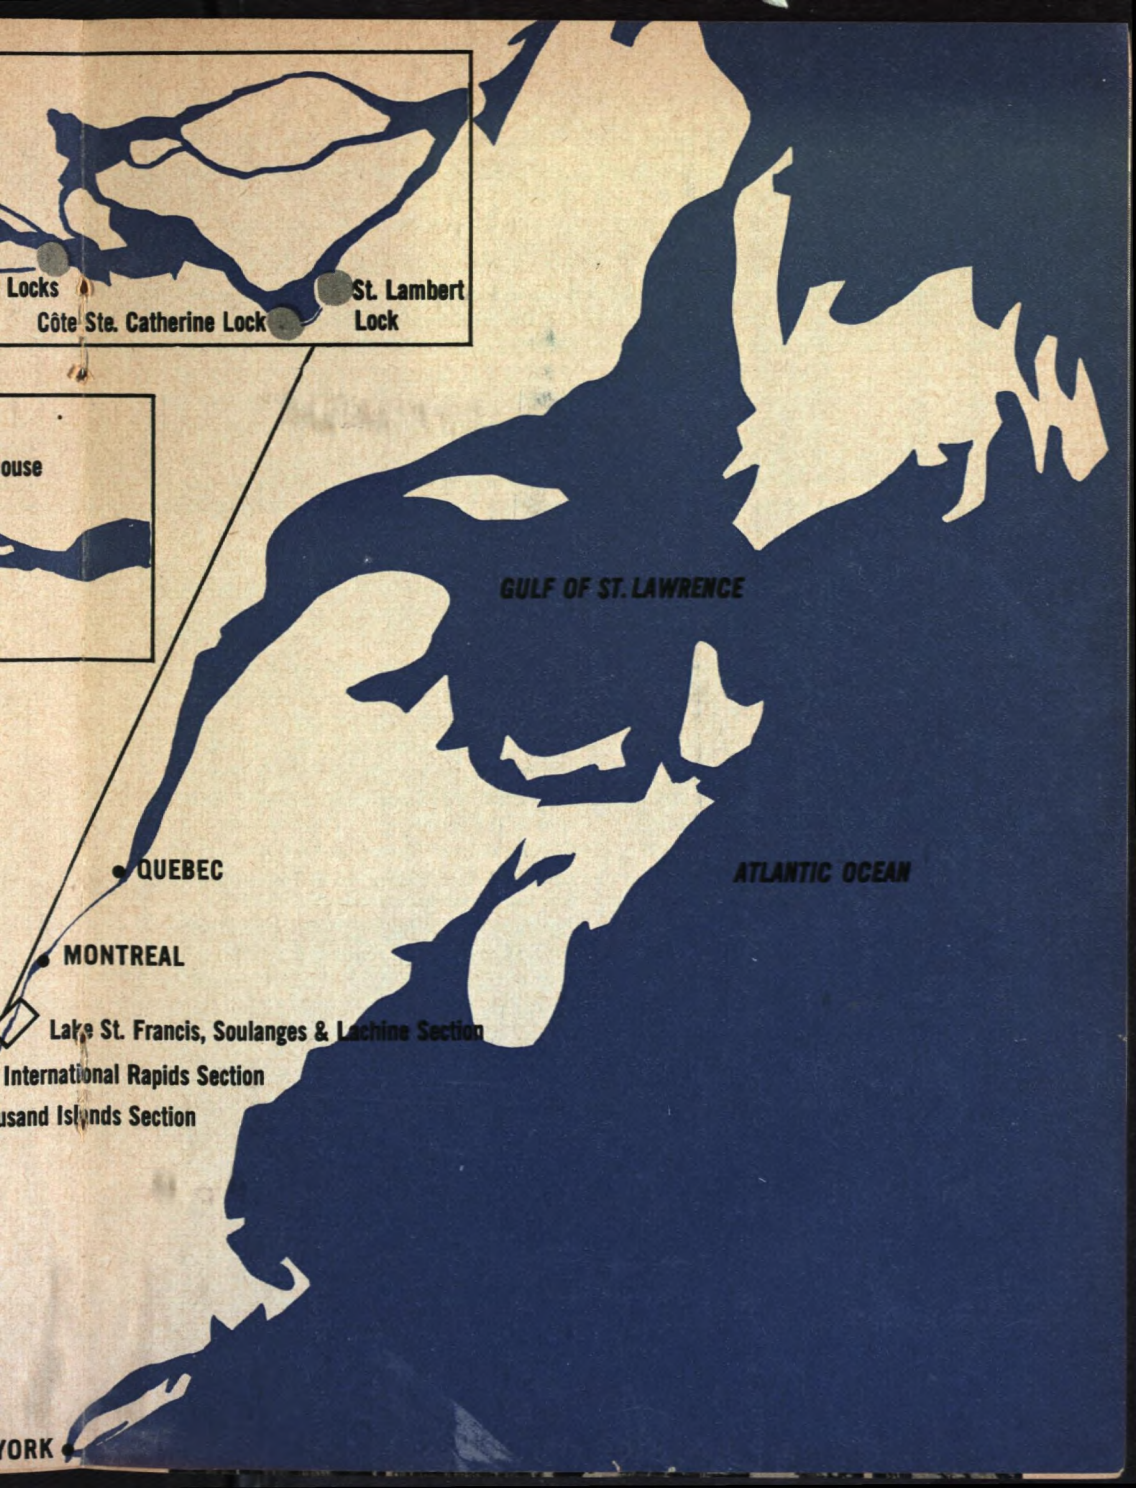 Locks
St. Lambert
Lock
Côte Ste. Catherine Lock
ouse
GULF OF ST. LAWRENCE
QUEBEC
ATLANTIC OCEAN
MONTREAL
Lake St. Francis, Soulanges & Lachine Section
International Rapids Section
usand Islands Section
YORK